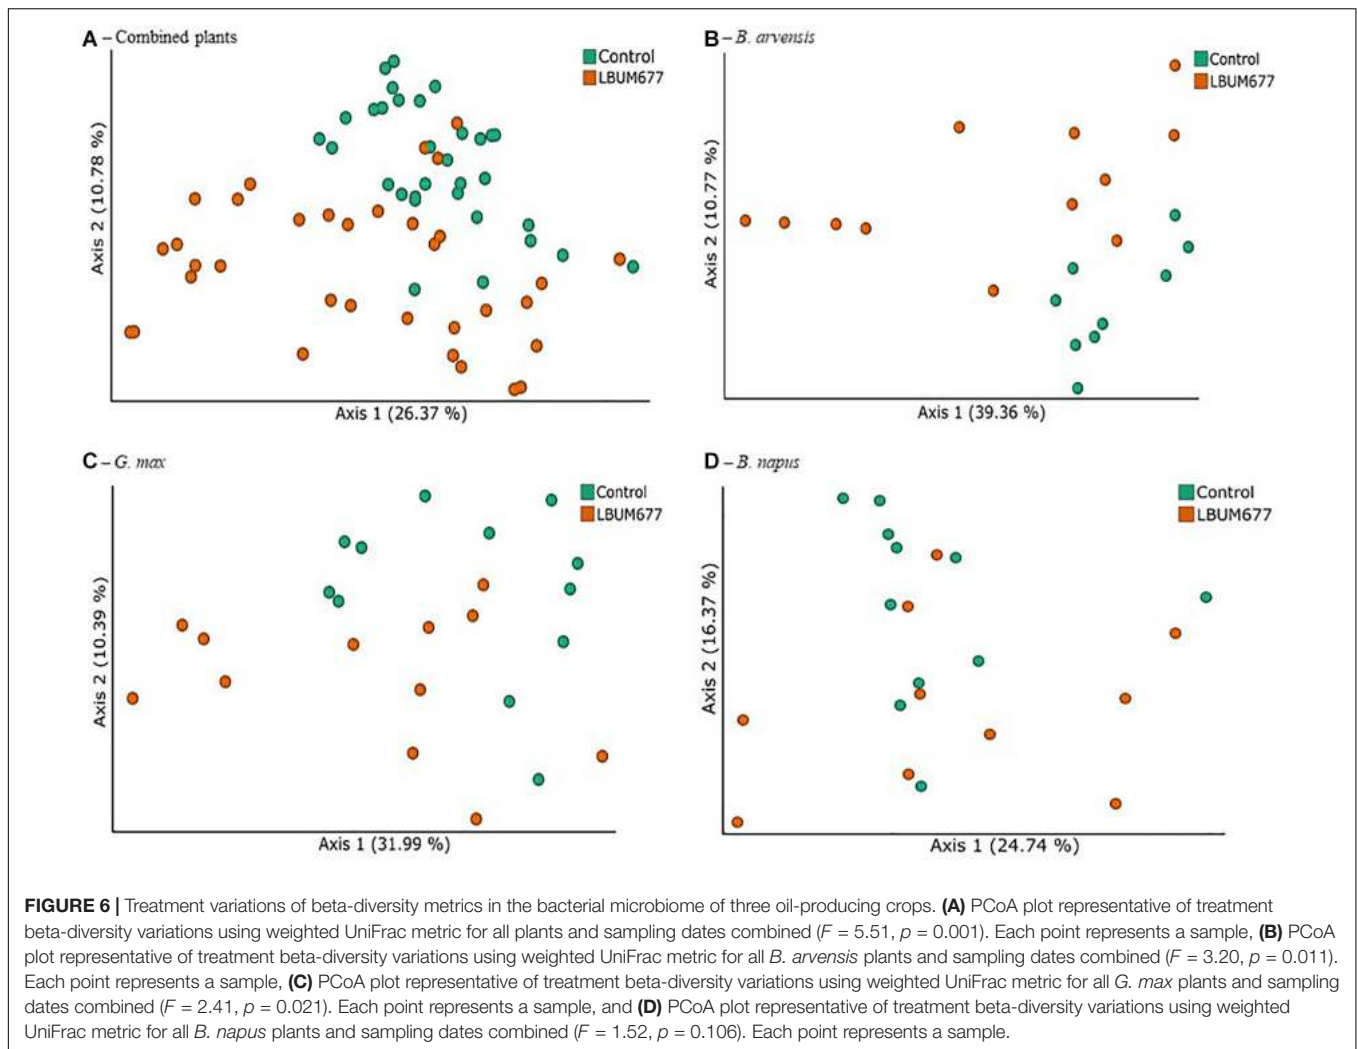 A – Combined plants
Control
LBUM677
Axis 2 (10.78 %)
Axis 1 (26.37 %)
B – B. arvensis
Control
LBUM677
Axis 2 (10.77 %)
Axis 1 (39.36 %)
C – G. max
Control
LBUM677
Axis 2 (10.39 %)
Axis 1 (31.99 %)
D – B. napus
Control
LBUM677
Axis 2 (16.37 %)
Axis 1 (24.74 %)
FIGURE 6 | Treatment variations of beta-diversity metrics in the bacterial microbiome of three oil-producing crops. (A) PCoA plot representative of treatment
beta-diversity variations using weighted UniFrac metric for all plants and sampling dates combined (F = 5.51, p = 0.001). Each point represents a sample, (B) PCoA
plot representative of treatment beta-diversity variations using weighted UniFrac metric for all B. arvensis plants and sampling dates combined (F = 3.20, p = 0.011).
Each point represents a sample, (C) PCoA plot representative of treatment beta-diversity variations using weighted UniFrac metric for all G. max plants and sampling
dates combined (F = 2.41, p = 0.021). Each point represents a sample, and (D) PCoA plot representative of treatment beta-diversity variations using weighted
UniFrac metric for all B. napus plants and sampling dates combined (F = 1.52, p = 0.106). Each point represents a sample.